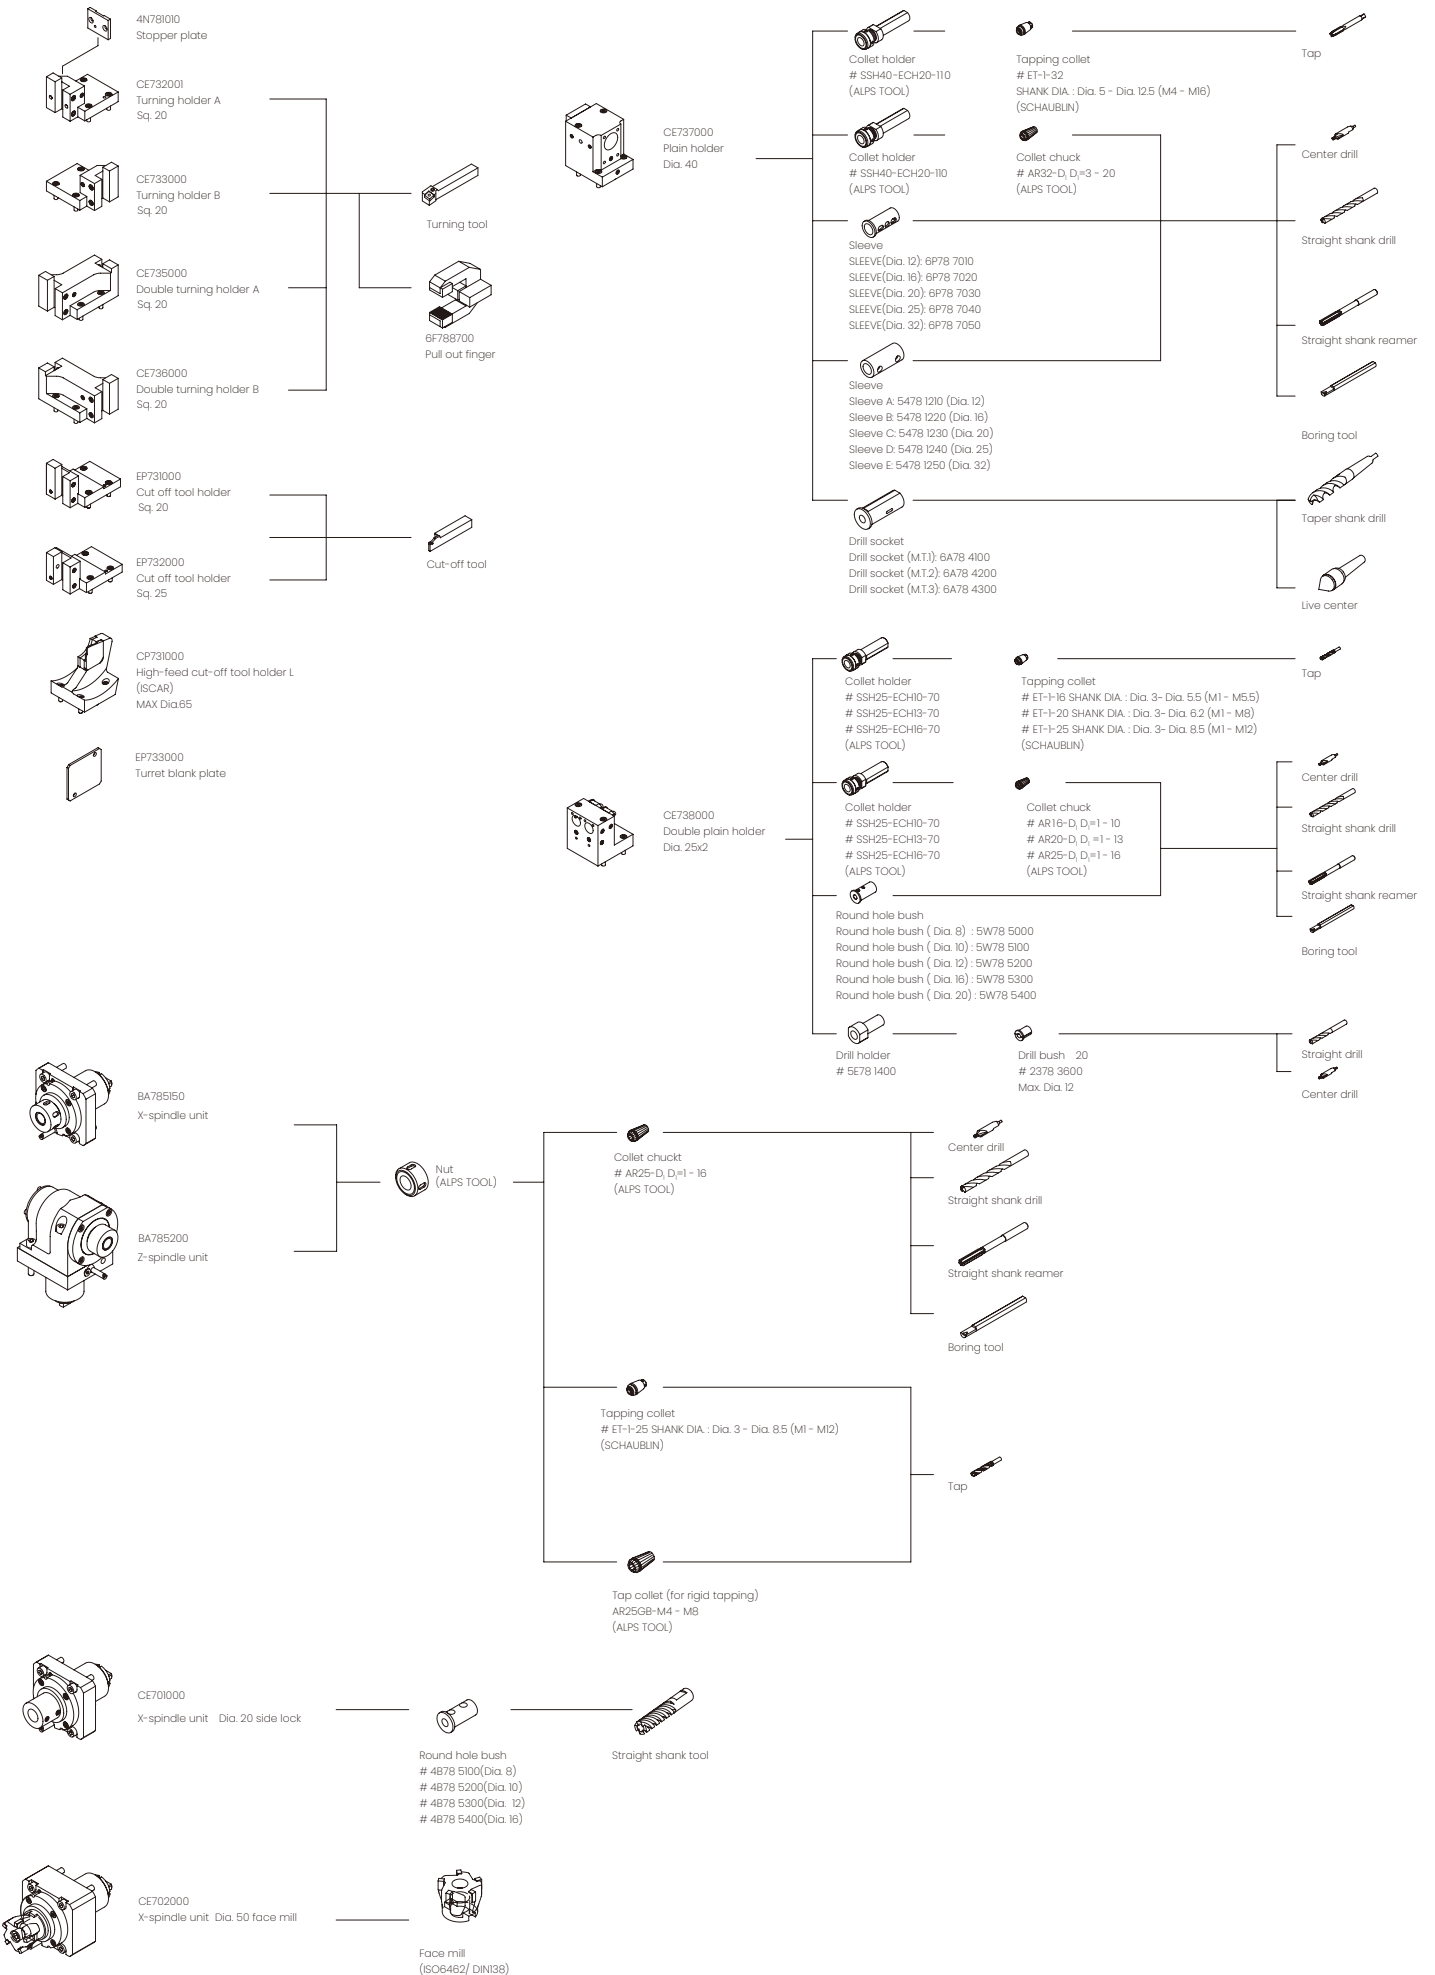 4N781010
Stopper plate
CE732001
Turning holder A
Sq. 20
CE733000
Turning holder B
Sq. 20
CE735000
Double turning holder A
Sq. 20
CE736000
Double turning holder B
Sq. 20
Turning tool
6F788700
Pull out finger
EP731000
Cut off tool holder
Sq. 20
EP732000
Cut off tool holder
Sq. 25
Cut-off tool
CP731000
High-feed cut-off tool holder L
(ISCAR)
MAX Dia.65
EP733000
Turret blank plate
CE737000
Plain holder
Dia. 40
Collet holder
# SSH40-ECH20-110
(ALPS TOOL)
Tapping collet
# ET-1-32
SHANK DIA. : Dia. 5 - Dia. 12.5 (M4 - M16)
(SCHAUBLIN)
Tap
Collet holder
# SSH40-ECH20-110
(ALPS TOOL)
Collet chuck
# AR32-D, D₁=3 - 20
(ALPS TOOL)
Center drill
Straight shank drill
Straight shank reamer
Boring tool
Sleeve
SLEEVE(Dia. 12): 6P78 7010
SLEEVE(Dia. 16): 6P78 7020
SLEEVE(Dia. 20): 6P78 7030
SLEEVE(Dia. 25): 6P78 7040
SLEEVE(Dia. 32): 6P78 7050
Sleeve
Sleeve A: 5478 1210 (Dia. 12)
Sleeve B: 5478 1220 (Dia. 16)
Sleeve C: 5478 1230 (Dia. 20)
Sleeve D: 5478 1240 (Dia. 25)
Sleeve E: 5478 1250 (Dia. 32)
Drill socket
Drill socket (M.T.1): 6A78 4100
Drill socket (M.T.2): 6A78 4200
Drill socket (M.T.3): 6A78 4300
Taper shank drill
Live center
CE738000
Double plain holder
Dia. 25x2
Collet holder
# SSH25-ECH10-70
# SSH25-ECH13-70
# SSH25-ECH16-70
(ALPS TOOL)
Tapping collet
# ET-1-16 SHANK DIA. : Dia. 3- Dia. 5.5 (M1 - M5.5)
# ET-1-20 SHANK DIA. : Dia. 3- Dia. 6.2 (M1 - M8)
# ET-1-25 SHANK DIA. : Dia. 3- Dia. 8.5 (M1 - M12)
(SCHAUBLIN)
Tap
Collet holder
# SSH25-ECH10-70
# SSH25-ECH13-70
# SSH25-ECH16-70
(ALPS TOOL)
Collet chuck
# AR16-D, D₁=1 - 10
# AR20-D, D₁ =1 - 13
# AR25-D, D₁=1 - 16
(ALPS TOOL)
Center drill
Straight shank drill
Straight shank reamer
Boring tool
Round hole bush
Round hole bush ( Dia. 8) : 5W78 5000
Round hole bush ( Dia. 10) : 5W78 5100
Round hole bush ( Dia. 12) : 5W78 5200
Round hole bush ( Dia. 16) : 5W78 5300
Round hole bush ( Dia. 20) : 5W78 5400
Drill holder
# 5E78 1400
Drill bush 20
# 2378 3600
Max. Dia. 12
Straight drill
Center drill
BA785150
X-spindle unit
BA785200
Z-spindle unit
Nut
(ALPS TOOL)
Collet chuckt
# AR25-D, D₁=1 - 16
(ALPS TOOL)
Center drill
Straight shank drill
Straight shank reamer
Boring tool
Tapping collet
# ET-1-25 SHANK DIA. : Dia. 3 - Dia. 8.5 (M1 - M12)
(SCHAUBLIN)
Tap
Tap collet (for rigid tapping)
AR25GB-M4 - M8
(ALPS TOOL)
CE701000
X-spindle unit Dia. 20 side lock
Round hole bush
# 4B78 5100(Dia. 8)
# 4B78 5200(Dia. 10)
# 4B78 5300(Dia. 12)
# 4B78 5400(Dia. 16)
Straight shank tool
CE702000
X-spindle unit Dia. 50 face mill
Face mill
(ISO6462/ DIN138)